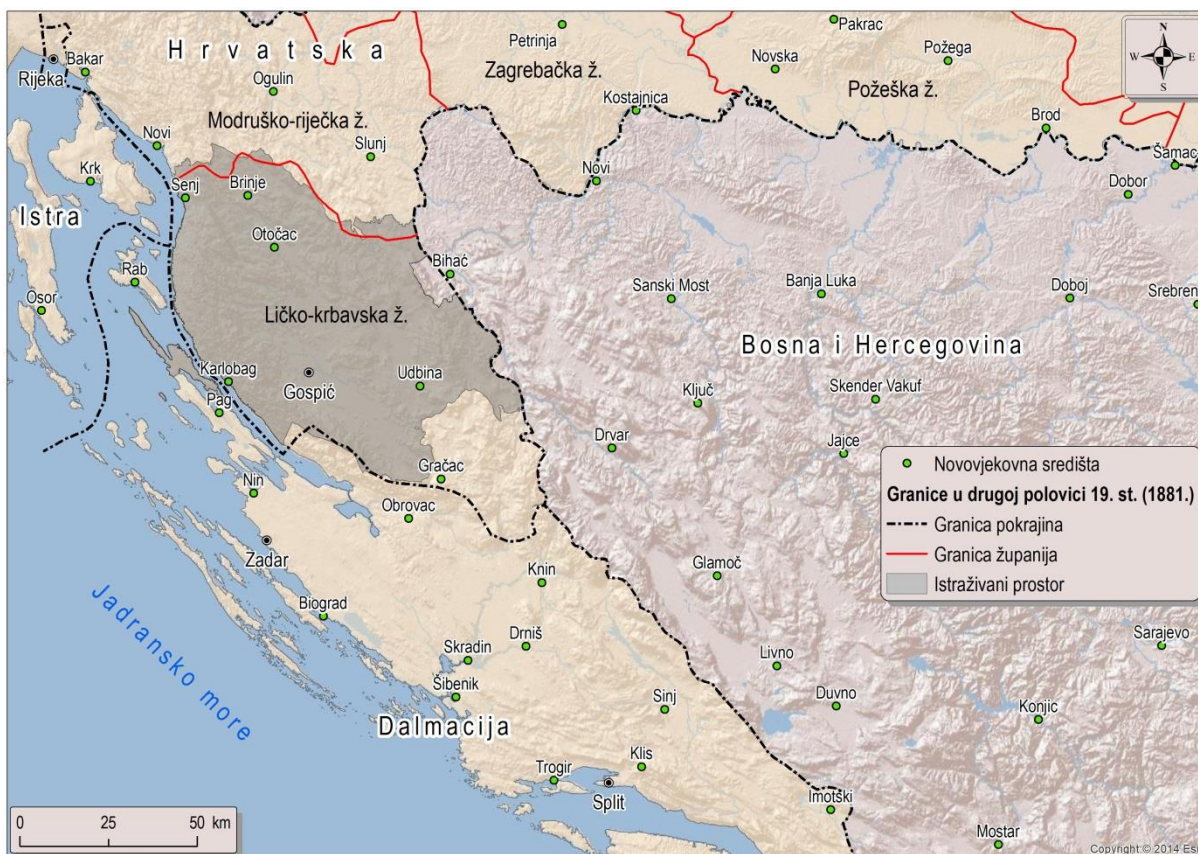 Hrvatska
Petrinja
Pakrac
Bakar
Rijeka
Ogulin
Zagrebačka ž.
Novska
Požega
N
W E
S
Požeška ž.
Modruško-riječka ž.
Kostajnica
Brod
Novi
Slunj
Šamac
Krk
Senj
Brinje
Novi
Dobor
Istra
Otočac
Bihać
Rab
Sanski Most
Banja Luka
Doboj
Srebren
Osor
Ličko-krbavska ž.
Bosna i Hercegovina
Karlobag
Gospić
Udbina
Ključ
Skender Vakuf
Pag
Drvar
Jajce
Gračac
Nin
Obrovac
Zadar
Knin
Glamoč
Biograd
Jadransko more
Skradin
Drniš
Livno
Sarajevo
Šibenik
Sinj
Duvno
Konjic
Dalmacija
Klis
Trogir
Split
Imotski
Mostar
Novovjekovna središta
Granice u drugoj polovici 19. st. (1881.)
Granica pokrajina
Granica županija
Istraživani prostor
0 25 50 km
Copyright:© 2014 Esr